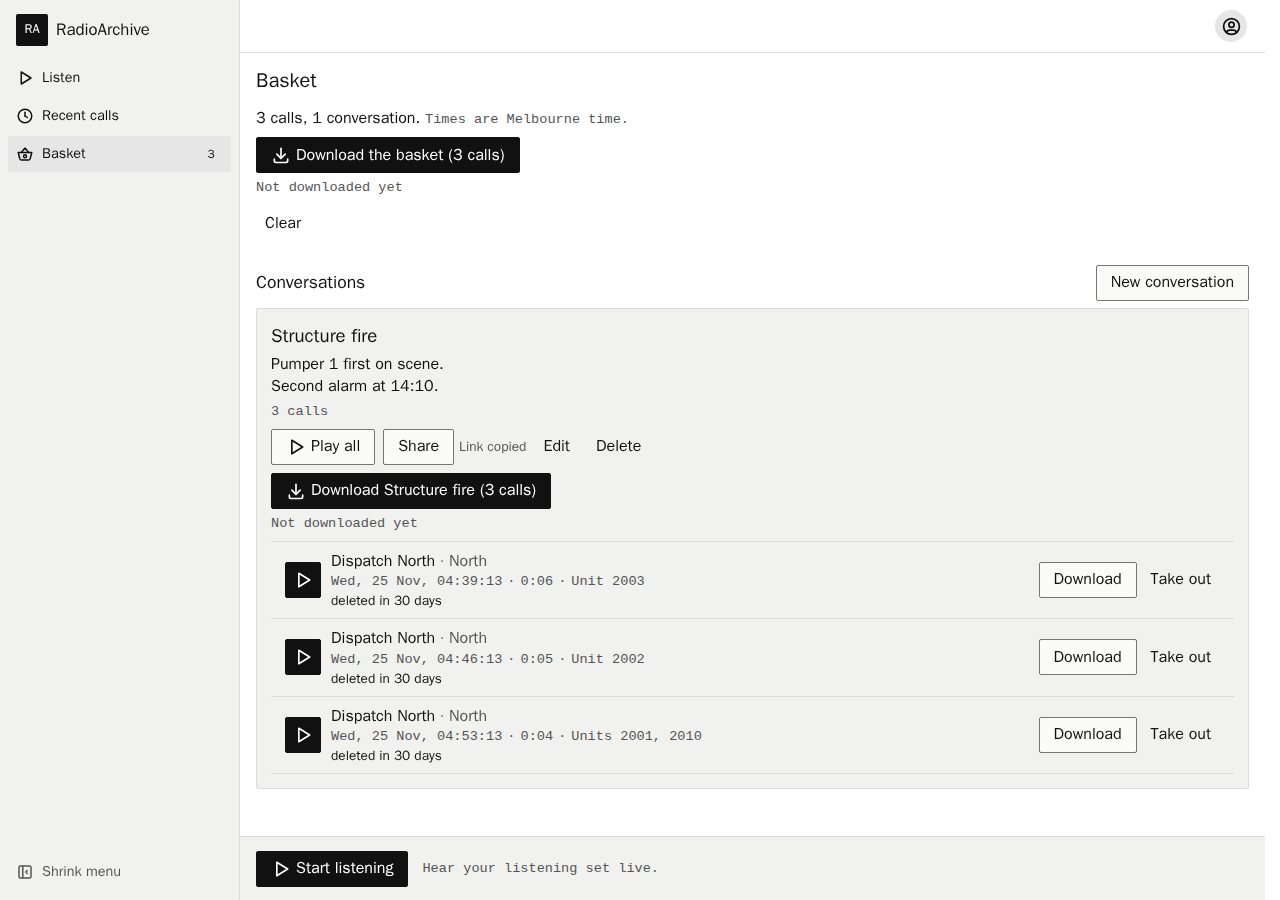 RA RadioArchive
Listen
Recent calls
Basket 3
Shrink menu
Basket
3 calls, 1 conversation. Times are Melbourne time.
Download the basket (3 calls)
Not downloaded yet
Clear
Conversations New conversation
Structure fire
Pumper 1 first on scene.
Second alarm at 14:10.
3 calls
Play all Share Link copied Edit Delete
Download Structure fire (3 calls)
Not downloaded yet
Dispatch North · North
Wed, 25 Nov, 04:39:13 · 0:06 · Unit 2003
deleted in 30 days
Download Take out
Dispatch North · North
Wed, 25 Nov, 04:46:13 · 0:05 · Unit 2002
deleted in 30 days
Download Take out
Dispatch North · North
Wed, 25 Nov, 04:53:13 · 0:04 · Units 2001, 2010
deleted in 30 days
Download Take out
Start listening Hear your listening set live.